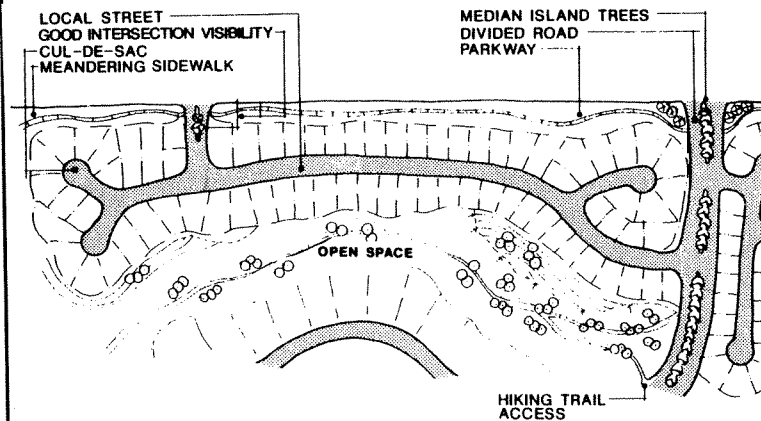 LOCAL STREET
GOOD INTERSECTION VISIBILITY
CUL-DE-SAC
MEANDERING SIDEWALK
MEDIAN ISLAND TREES
DIVIDED ROAD
PARKWAY
OPEN SPACE
HIKING TRAIL
ACCESS